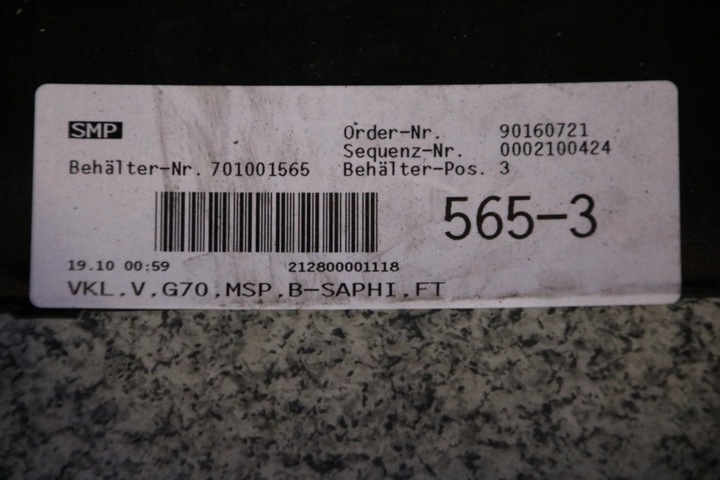 SMP
Order-Nr. 90160721
Sequenz-Nr. 0002100424
Behälter-Nr. 701001565 Behälter-Pos. 3
565-3
19.10 00:59 212800001118
VKL,V,G70,MSP,B-SAPHI,FT